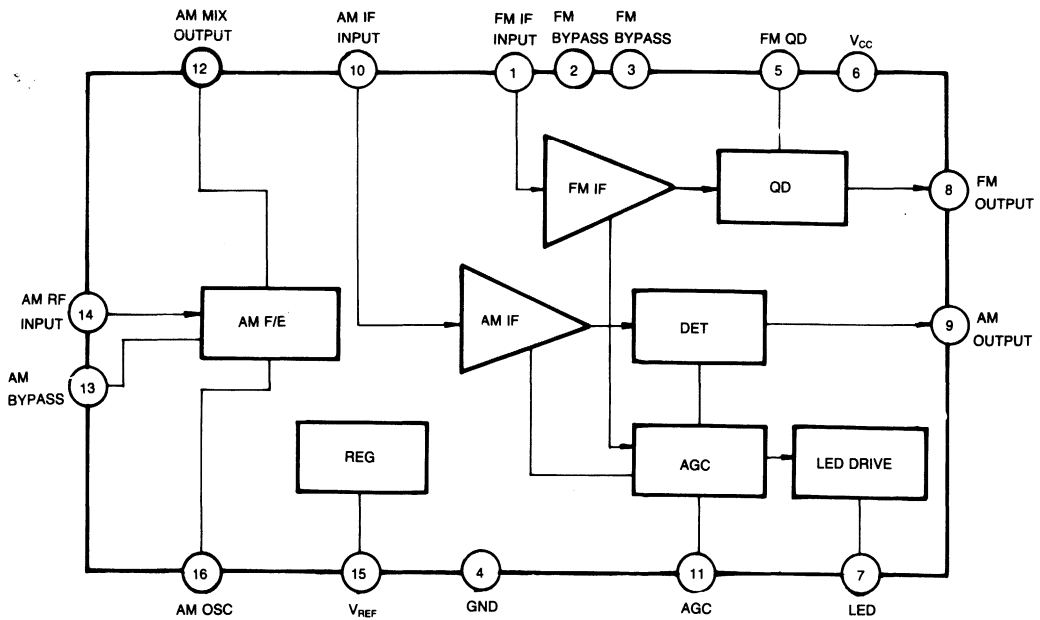 AM MIX
OUTPUT
AM IF
INPUT
FM IF
INPUT
FM
BYPASS
FM
BYPASS
FM QD
VCC
12
10
1
2
3
5
6
FM IF
QD
8
FM
OUTPUT
AM RF
INPUT
14
AM F/E
AM IF
DET
9
AM
OUTPUT
AM
BYPASS
13
REG
AGC
LED DRIVE
16
15
4
11
7
AM OSC
VREF
GND
AGC
LED